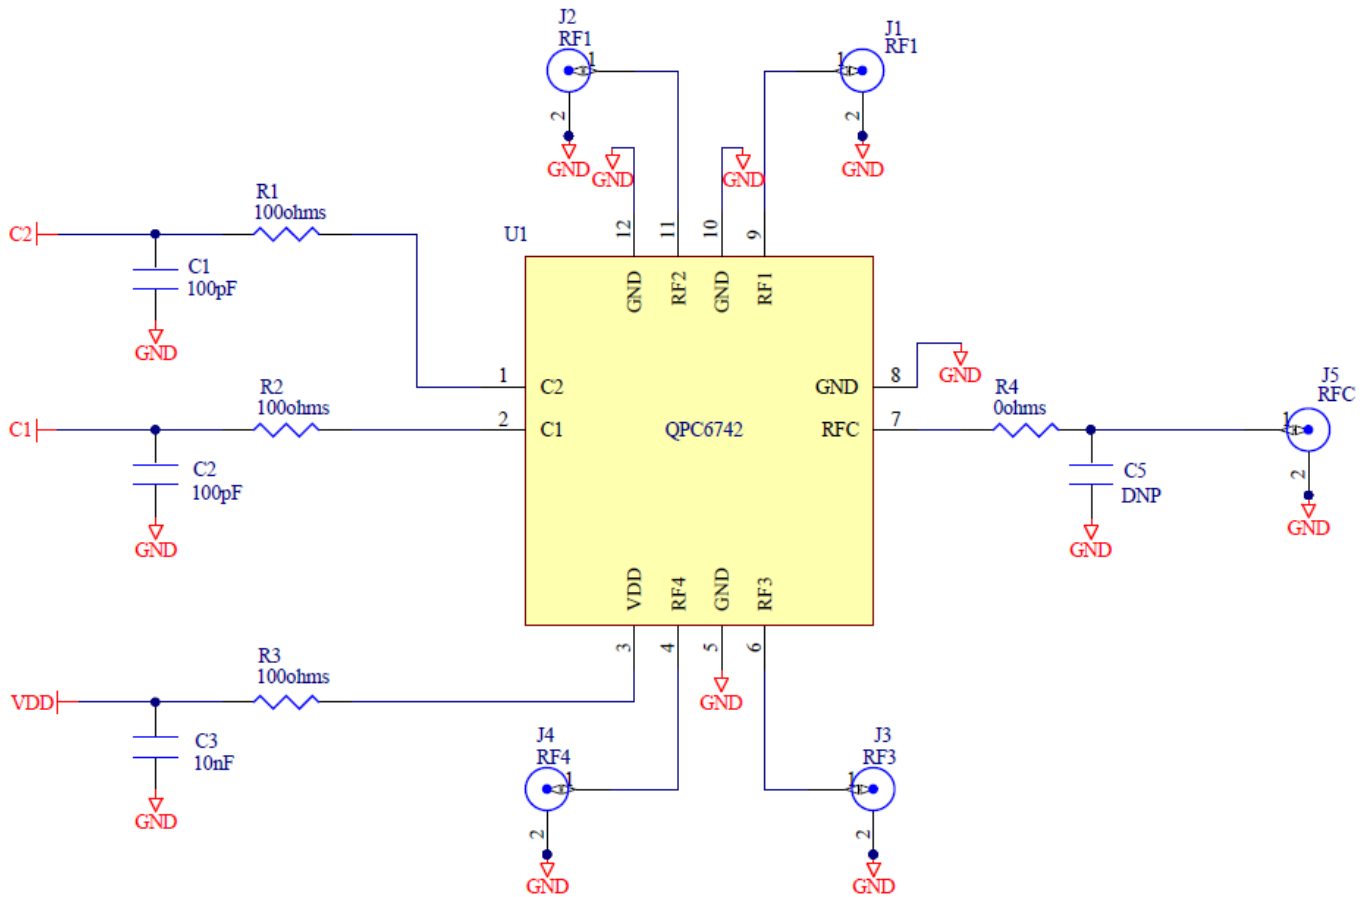 J2
RF1
1
2
GND
GND
J1
RF1
1
2
GND
GND
R1
100ohms
C2
C1
100pF
GND
U1
12
11
10
9
GND
RF2
GND
RF1
1
C2
2
C1
QPC6742
GND
8
RFC
7
GND
R2
100ohms
C1
C2
100pF
GND
R4
0ohms
C5
DNP
GND
J5
RFC
1
2
GND
VDD
RF4
GND
RF3
3
4
5
6
GND
R3
100ohms
VDD
C3
10nF
GND
J4
RF4
1
2
GND
J3
RF3
1
2
GND